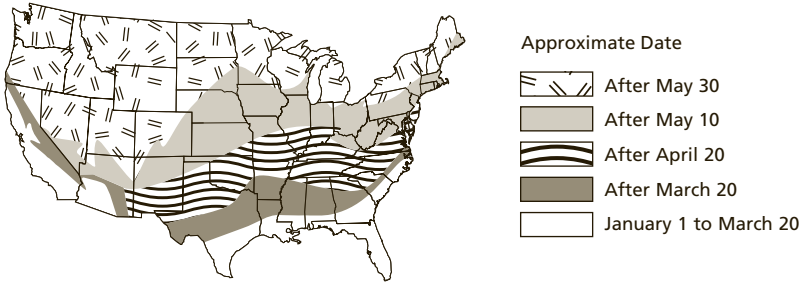 Approximate Date
After May 30
After May 10
After April 20
After March 20
January 1 to March 20